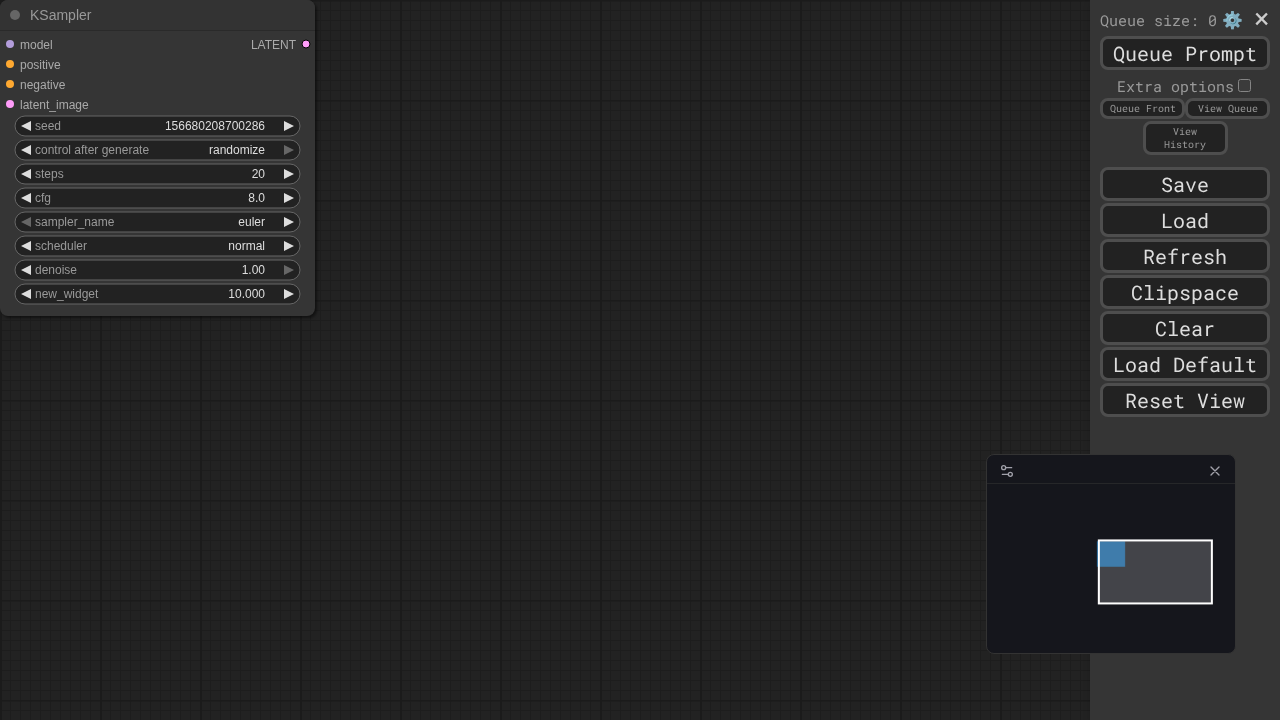 KSampler
model LATENT
positive
negative
latent_image
seed 156680208700286
control after generate randomize
steps 20
cfg 8.0
sampler_name euler
scheduler normal
denoise 1.00
new_widget 10.000
Queue size: 0
Queue Prompt
Extra options
Queue Front View Queue
View
History
Save
Load
Refresh
Clipspace
Clear
Load Default
Reset View